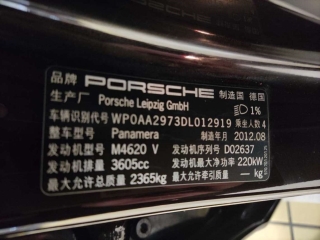 品牌 PORSCHE 制造国 德国
生产厂 Porsche Leipzig GmbH 1%
车辆识别代号 WP0AA2973DL012919 乘坐人数 4
整车型号 Panamera 制造年月 2012.08
发动机型号 M4620 V 发动机序列号 D02637
发动机排量 3605cc 发动机最大净功率 220kW
最大允许总质量 2365kg 最大允许牵引质量 — kg